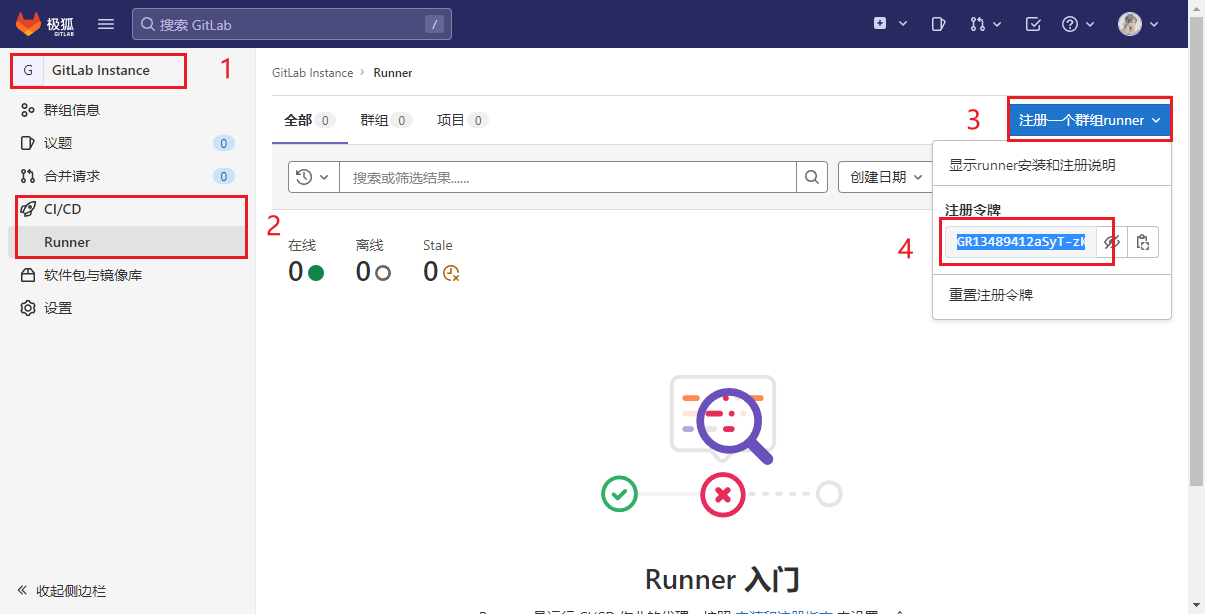 极狐
GITLAB
搜索 GitLab
/
G GitLab Instance
1
群组信息
议题 0
合并请求 0
CI/CD
Runner
2
软件包与镜像库
设置
收起侧边栏
GitLab Instance › Runner
全部 0 群组 0 项目 0
3
注册一个群组runner
搜索或筛选结果......
创建日期
显示runner安装和注册说明
注册令牌
4
GR13489412aSyT-z
重置注册令牌
在线 离线 Stale
0 0 0
Runner 入门